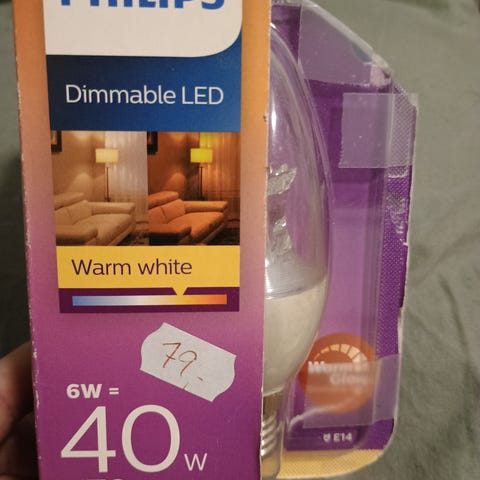 PHILIPS
Dimmable LED
Warm white
79.-
6W =
40W
Warm
Glow
E14